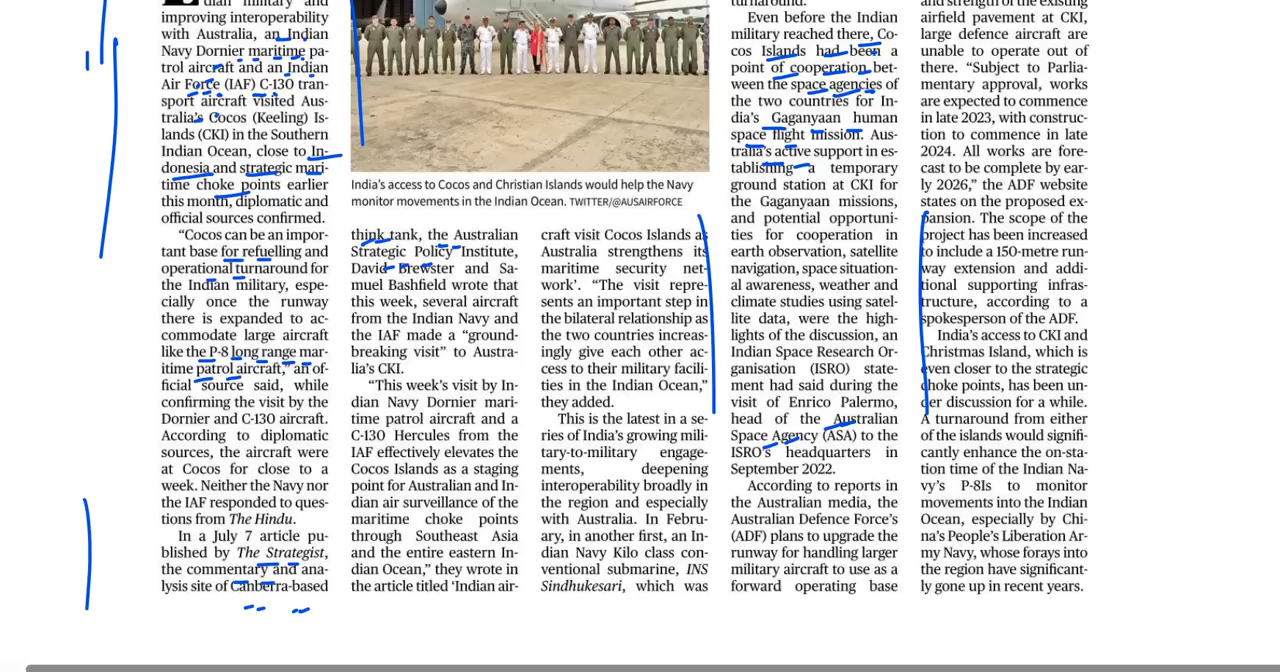 dian military and
improving interoperability
with Australia, an Indian
Navy Dornier maritime pa-
trol aircraft and an Indian
Air Force (IAF) C-130 tran-
sport aircraft visited Aus-
tralia's Cocos (Keeling) Is-
lands (CKI) in the Southern
Indian Ocean, close to In-
donesia and strategic mari-
time choke points earlier
this month, diplomatic and
official sources confirmed.
“Cocos can be an impor-
tant base for refuelling and
operational turnaround for
the Indian military, espe-
cially once the runway
there is expanded to ac-
commodate large aircraft
like the P-8 long range mar-
itime patrol aircraft,” an of-
ficial source said, while
confirming the visit by the
Dornier and C-130 aircraft.
According to diplomatic
sources, the aircraft were
at Cocos for close to a
week. Neither the Navy nor
the IAF responded to ques-
tions from The Hindu.
In a July 7 article pu-
blished by The Strategist,
the commentary and ana-
lysis site of Canberra-based
India's access to Cocos and Christian Islands would help the Navy
monitor movements in the Indian Ocean. TWITTER/@AUSAIRFORCE
think tank, the Australian
Strategic Policy Institute,
David Brewster and Sa-
muel Bashfield wrote that
this week, several aircraft
from the Indian Navy and
the IAF made a “ground-
breaking visit” to Austra-
lia's CKI.
“This week's visit by In-
dian Navy Dornier mari-
time patrol aircraft and a
C-130 Hercules from the
IAF effectively elevates the
Cocos Islands as a staging
point for Australian and In-
dian air surveillance of the
maritime choke points
through Southeast Asia
and the entire eastern In-
dian Ocean,” they wrote in
the article titled ‘Indian air-
craft visit Cocos Islands as
Australia strengthens its
maritime security net-
work’. “The visit repre-
sents an important step in
the bilateral relationship as
the two countries increas-
ingly give each other ac-
cess to their military facili-
ties in the Indian Ocean,”
they added.
This is the latest in a se-
ries of India's growing mili-
tary-to-military engage-
ments, deepening
interoperability broadly in
the region and especially
with Australia. In Febru-
ary, in another first, an In-
dian Navy Kilo class con-
ventional submarine, INS
Sindhukesari, which was
turnaround.
Even before the Indian
military reached there, Co-
cos Islands had been a
point of cooperation bet-
ween the space agencies of
the two countries for In-
dia's Gaganyaan human
space flight mission. Aus-
tralia's active support in es-
tablishing a temporary
ground station at CKI for
the Gaganyaan missions,
and potential opportuni-
ties for cooperation in
earth observation, satellite
navigation, space situation-
al awareness, weather and
climate studies using satel-
lite data, were the high-
lights of the discussion, an
Indian Space Research Or-
ganisation (ISRO) state-
ment had said during the
visit of Enrico Palermo,
head of the Australian
Space Agency (ASA) to the
ISRO's headquarters in
September 2022.
According to reports in
the Australian media, the
Australian Defence Force's
(ADF) plans to upgrade the
runway for handling larger
military aircraft to use as a
forward operating base
and strength of the existing
airfield pavement at CKI,
large defence aircraft are
unable to operate out of
there. “Subject to Parlia-
mentary approval, works
are expected to commence
in late 2023, with construc-
tion to commence in late
2024. All works are fore-
cast to be complete by ear-
ly 2026,” the ADF website
states on the proposed ex-
pansion. The scope of the
project has been increased
to include a 150-metre run-
way extension and addi-
tional supporting infras-
tructure, according to a
spokesperson of the ADF.
India's access to CKI and
Christmas Island, which is
even closer to the strategic
choke points, has been un-
der discussion for a while.
A turnaround from either
of the islands would signifi-
cantly enhance the on-sta-
tion time of the Indian Na-
vy's P-8Is to monitor
movements into the Indian
Ocean, especially by Chi-
na's People's Liberation Ar-
my Navy, whose forays into
the region have significant-
ly gone up in recent years.